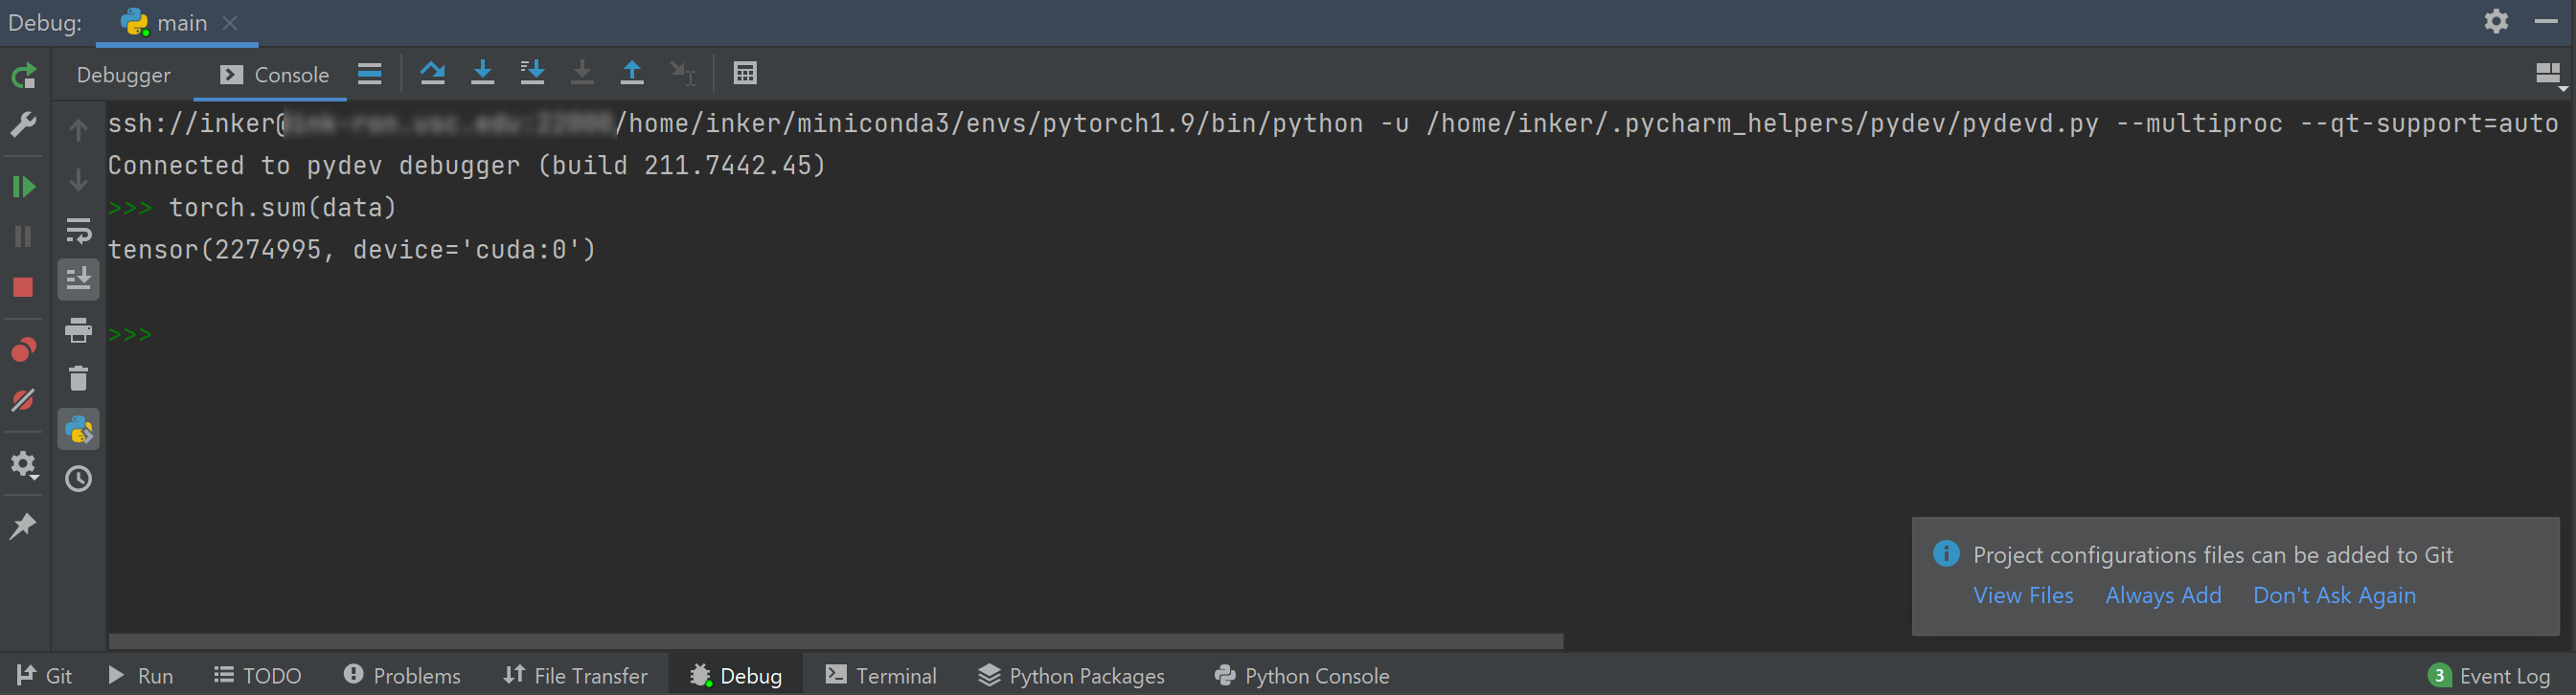 Debug: main
Debugger Console
ssh://inker@ /home/inker/miniconda3/envs/pytorch1.9/bin/python -u /home/inker/.pycharm_helpers/pydev/pydevd.py --multiproc --qt-support=auto
Connected to pydev debugger (build 211.7442.45)
>>> torch.sum(data)
tensor(2274995, device='cuda:0')
>>>
Project configurations files can be added to Git
View Files Always Add Don't Ask Again
Git Run TODO Problems File Transfer Debug Terminal Python Packages Python Console 3 Event Log